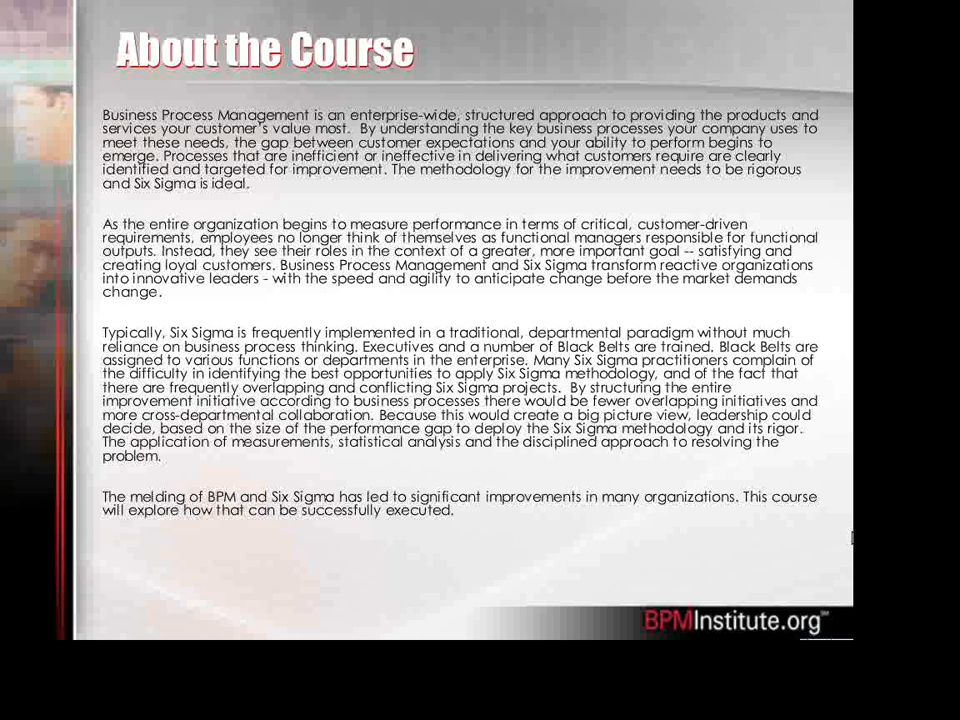 About the Course
Business Process Management is an enterprise-wide, structured approach to providing the products and
services your customer's value most.  By understanding the key business processes your company uses to
meet these needs, the gap between customer expectations and your ability to perform begins to
emerge. Processes that are inefficient or ineffective in delivering what customers require are clearly
identified and targeted for improvement. The methodology for the improvement needs to be rigorous
and Six Sigma is ideal.
As the entire organization begins to measure performance in terms of critical, customer-driven
requirements, employees no longer think of themselves as functional managers responsible for functional
outputs. Instead, they see their roles in the context of a greater, more important goal -- satisfying and
creating loyal customers. Business Process Management and Six Sigma transform reactive organizations
into innovative leaders - with the speed and agility to anticipate change before the market demands
change.
Typically, Six Sigma is frequently implemented in a traditional, departmental paradigm without much
reliance on business process thinking. Executives and a number of Black Belts are trained. Black Belts are
assigned to various functions or departments in the enterprise. Many Six Sigma practitioners complain of
the difficulty in identifying the best opportunities to apply Six Sigma methodology, and of the fact that
there are frequently overlapping and conflicting Six Sigma projects.  By structuring the entire
improvement initiative according to business processes there would be fewer overlapping initiatives and
more cross-departmental collaboration. Because this would create a big picture view, leadership could
decide, based on the size of the performance gap to deploy the Six Sigma methodology and its rigor.
The application of measurements, statistical analysis and the disciplined approach to resolving the
problem.
The melding of BPM and Six Sigma has led to significant improvements in many organizations. This course
will explore how that can be successfully executed.
BPMInstitute.org℠